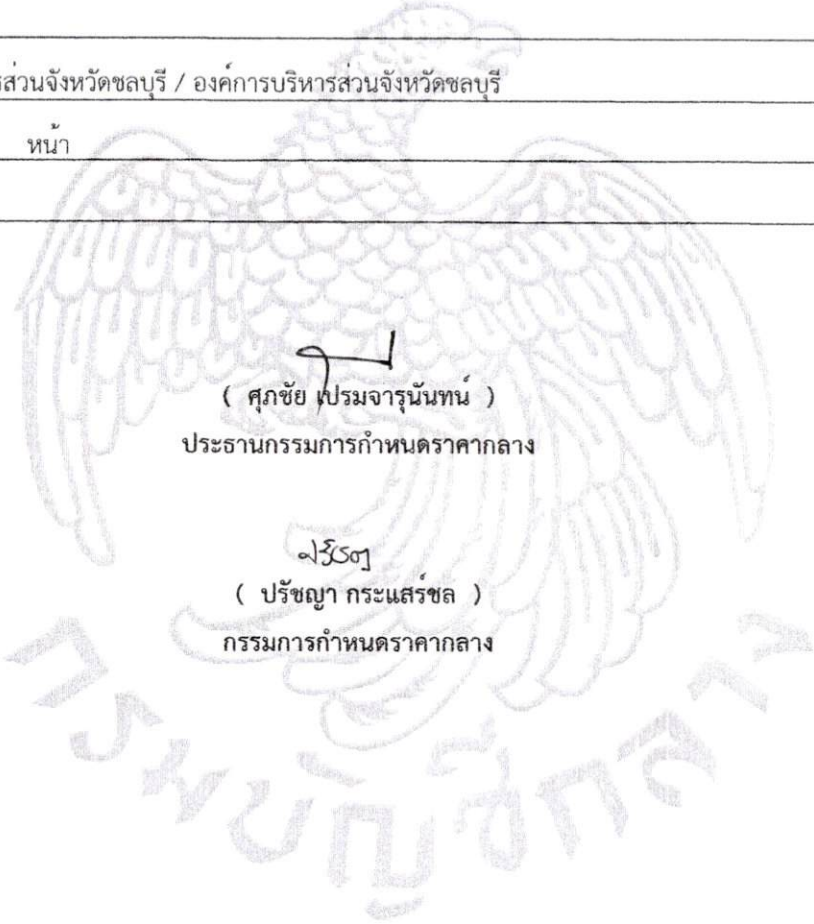 ส่วนจังหวัดชลบุรี / องค์การบริหารส่วนจังหวัดชลบุรี
หน้า
( ศุภชัย เปรมจารุนันทน์ )
ประธานกรรมการกำหนดราคากลาง
ปรัชญา
( ปรัชญา กระแสร์ชล )
กรรมการกำหนดราคากลาง
กรมบัญชีกลาง